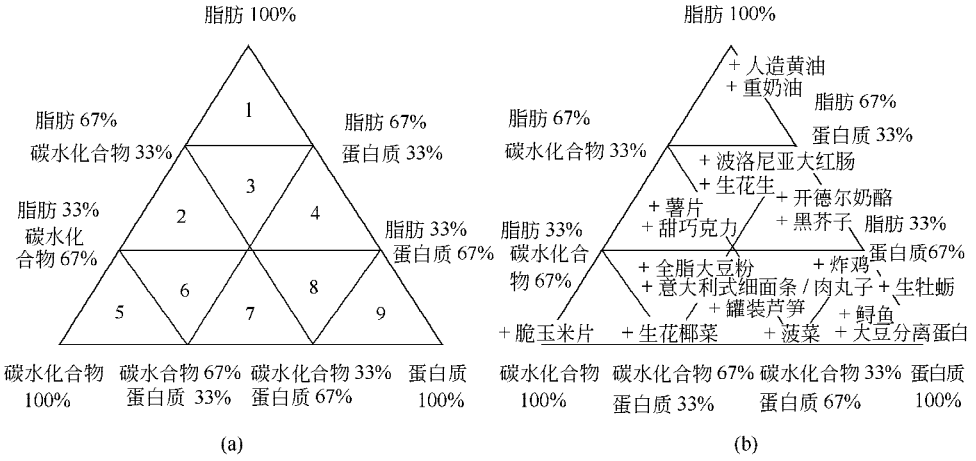 脂肪 100%
脂肪 67%
碳水化合物 33%
脂肪 67%
蛋白质 33%
脂肪 33%
碳水化
合物 67%
脂肪 33%
蛋白质 67%
1
2
3
4
5
6
7
8
9
碳水化合物
100%
碳水合物 67%
蛋白质 33%
碳水化合物 33%
蛋白质 67%
蛋白质
100%
(a)
脂肪 100%
+ 人造黄油
+ 重奶油
脂肪 67%
碳水化合物 33%
脂肪 67%
蛋白质 33%
+ 波洛尼亚大红肠
+ 生花生
+ 薯片
+ 甜巧克力
+ 开德尔奶酪
+ 黑芥子
脂肪 33%
碳水化合
物 67%
脂肪 33%
蛋白质67%
+ 全脂大豆粉
+ 炸鸡
+ 意大利式细面条 / 肉丸子
+ 生牡蛎
+ 罐装芦笋
+ 鲟鱼
+ 脆玉米片
+ 生花椰菜
+ 菠菜
+ 大豆分离蛋白
碳水化合物
100%
碳水化合物 67%
蛋白质 33%
碳水化合物 33%
蛋白质 67%
蛋白质
100%
(b)